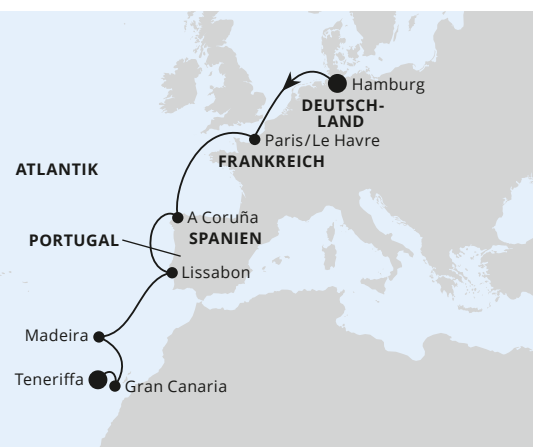 Hamburg
DEUTSCH-
LAND
Paris/Le Havre
FRANKREICH
ATLANTIK
A Coruña
SPANIEN
PORTUGAL
Lissabon
Madeira
Teneriffa
Gran Canaria